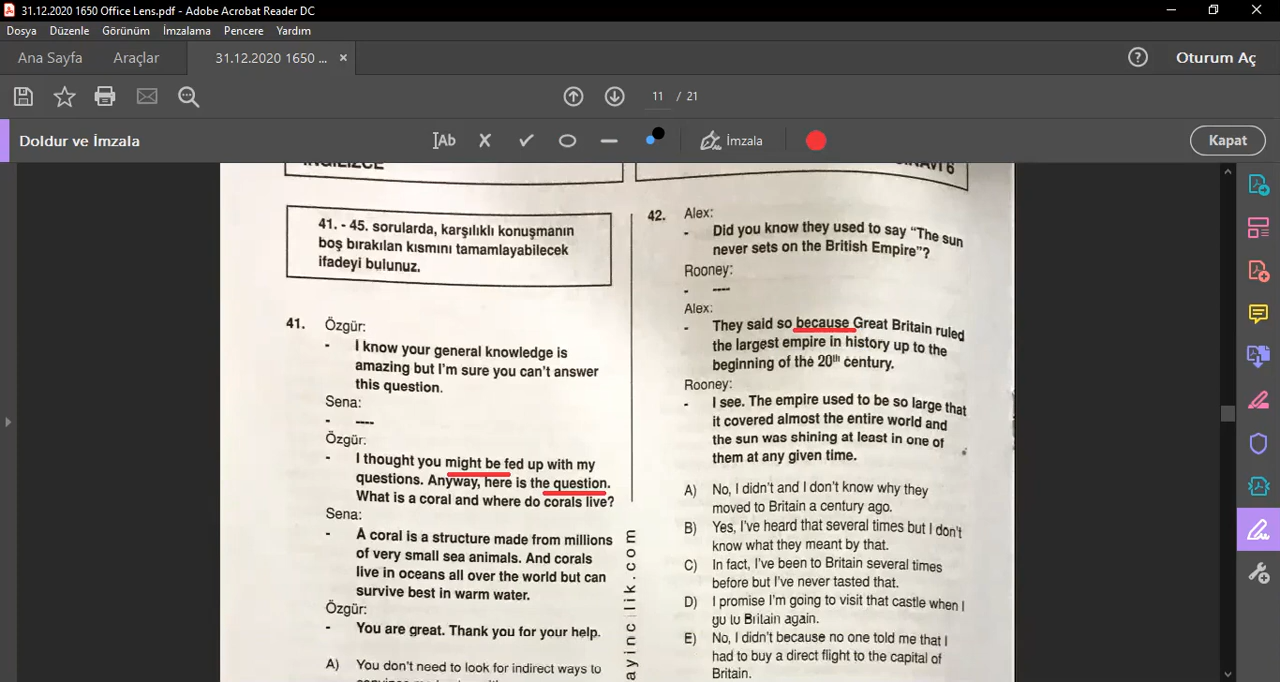 31.12.2020 1650 Office Lens.pdf - Adobe Acrobat Reader DC
Dosya Düzenle Görünüm İmzalama Pencere Yardım
Ana Sayfa Araçlar 31.12.2020 1650 ... × Oturum Aç
11 / 21
Doldur ve İmzala
Ab İmzala Kapat
İNGİLİZCE
SINAVI 6
41. - 45. sorularda, karşılıklı konuşmanın
boş bırakılan kısmını tamamlayabilecek
ifadeyi bulunuz.
41. Özgür:
- I know your general knowledge is
amazing but I'm sure you can't answer
this question.
Sena:
- ----
Özgür:
- I thought you might be fed up with my
questions. Anyway, here is the question.
What is a coral and where do corals live?
Sena:
- A coral is a structure made from millions
of very small sea animals. And corals
live in oceans all over the world but can
survive best in warm water.
Özgür:
- You are great. Thank you for your help.
A) You don't need to look for indirect ways to
ayincilik.com
42. Alex:
- Did you know they used to say “The sun
never sets on the British Empire”?
Rooney:
- ----
Alex:
- They said so because Great Britain ruled
the largest empire in history up to the
beginning of the 20th century.
Rooney:
- I see. The empire used to be so large that
it covered almost the entire world and
the sun was shining at least in one of
them at any given time.
A) No, I didn't and I don't know why they
moved to Britain a century ago.
B) Yes, I've heard that several times but I don't
know what they meant by that.
C) In fact, I've been to Britain several times
before but I've never tasted that.
D) I promise I'm going to visit that castle when I
go to Britain again.
E) No, I didn't because no one told me that I
had to buy a direct flight to the capital of
Britain.